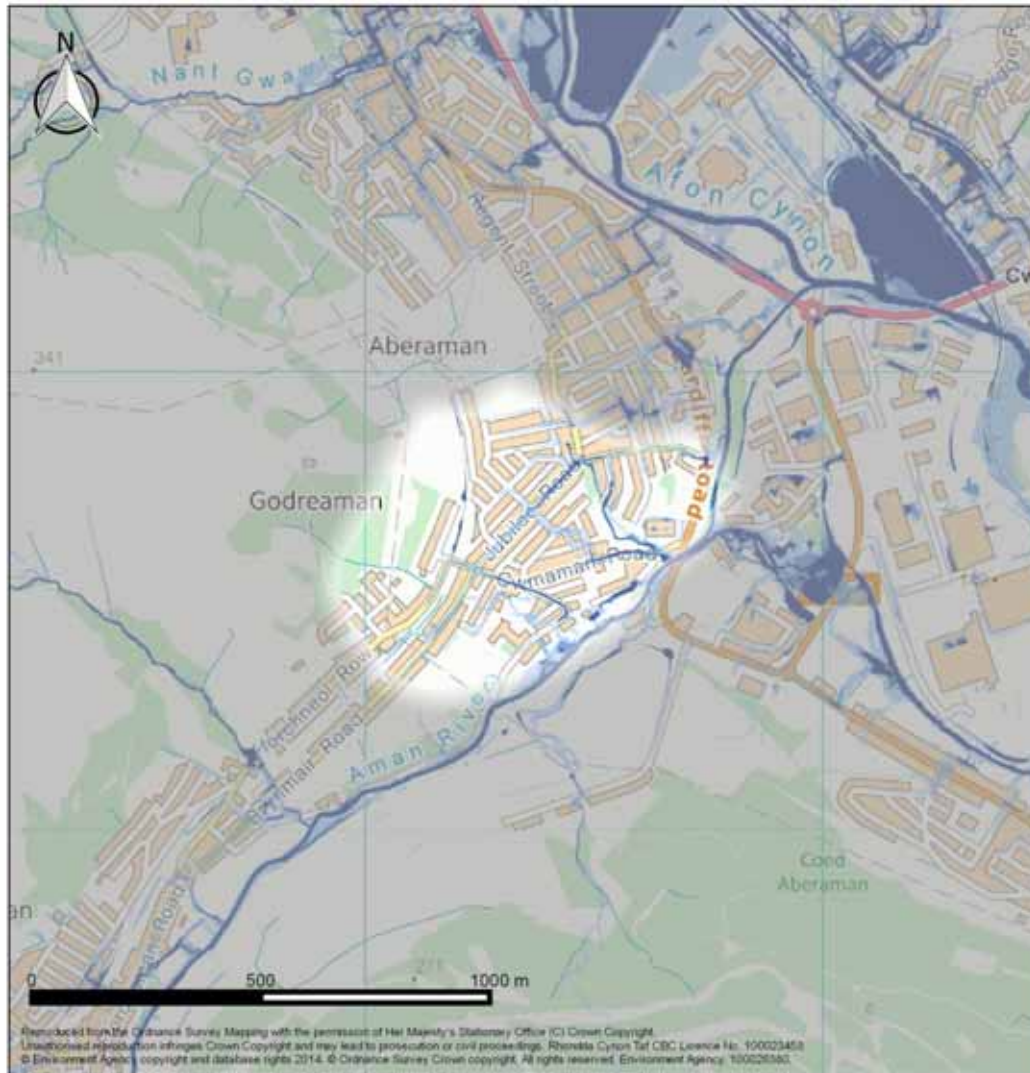 N
Nant Gwawr
Afon Cynon
Regent Street
Aberaman
341
Cardiff Road
Godreaman
Jubilee Road
Cwmaman Road
Aman River
Brynmair Road
Coed
Aberaman
an
271
0 500 1000 m
Reproduced from the Ordnance Survey Mapping with the permission of Her Majesty's Stationary Office (C) Crown Copyright.
Unauthorised reproduction infringes Crown Copyright and may lead to prosecution or civil proceedings. Rhondda Cynon Taf CBC Licence No. 100023458
© Environment Agency copyright and database rights 2014. © Ordnance Survey Crown copyright. All rights reserved. Environment Agency, 100026380.